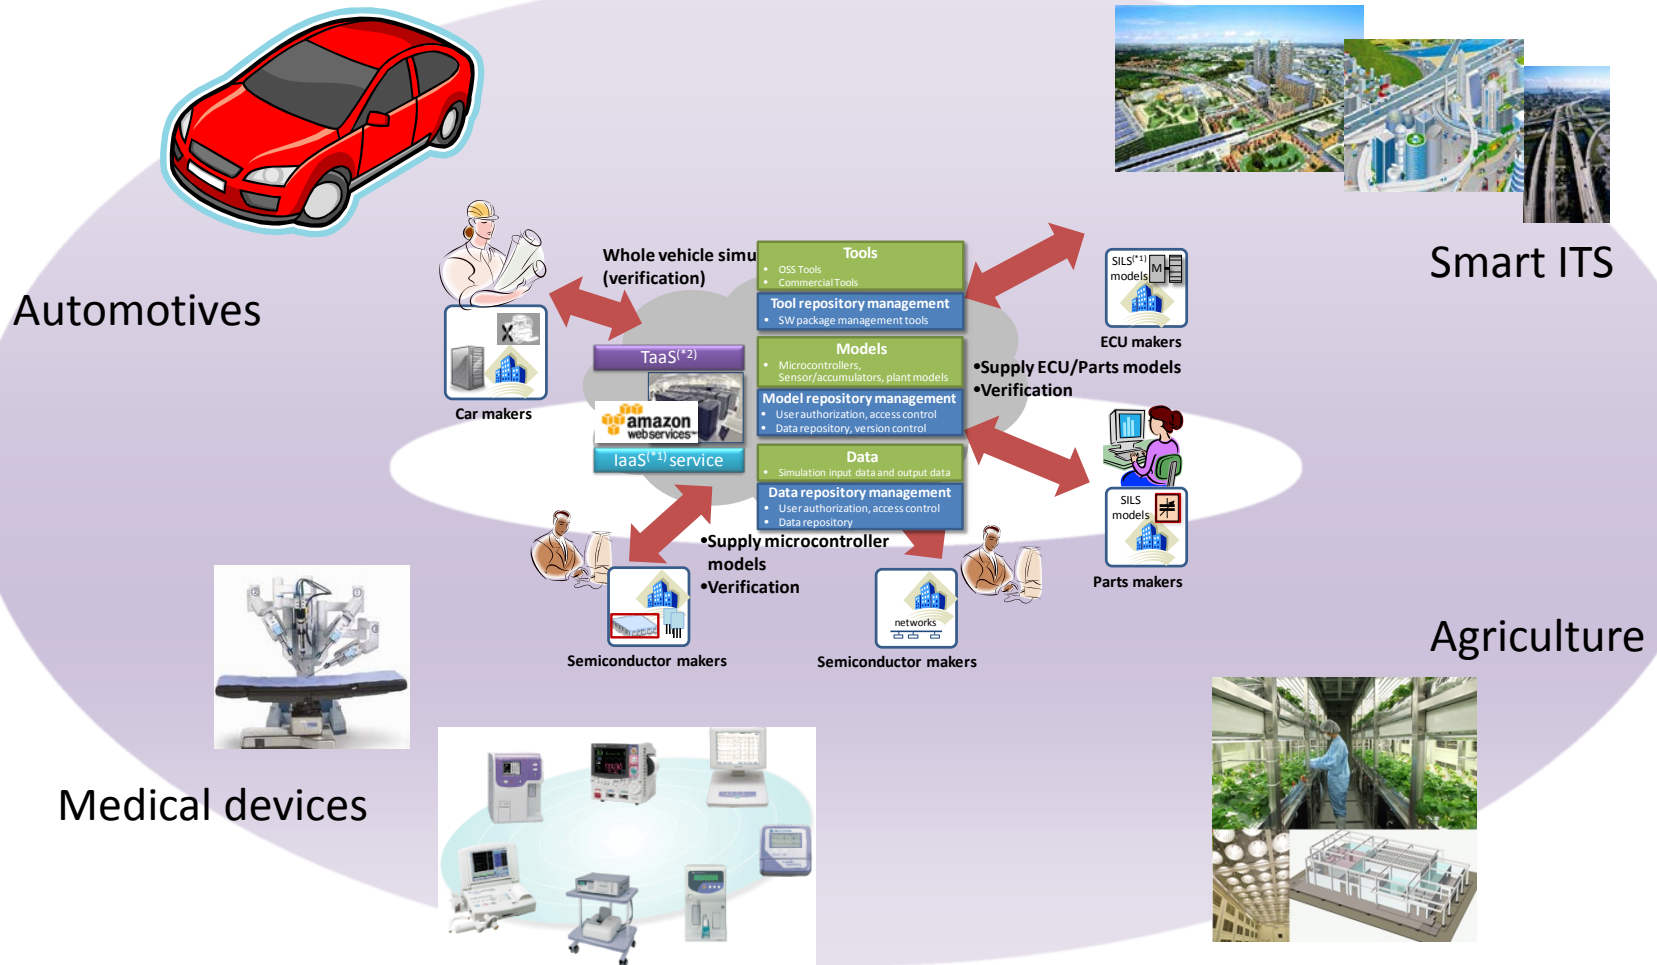 Smart ITS
Automotives
Whole vehicle simu
(verification)
Tools
• OSS Tools
• Commercial Tools
Tool repository management
• SW package management tools
Models
• Microcontrollers,
Sensor/accumulators, plant models
Model repository management
• User authorization, access control
• Data repository, version control
Data
• Simulation input data and output data
Data repository management
• User authorization, access control
• Data repository
TaaS(*2)
amazon
webservices™
IaaS(*1) service
X
Car makers
SILS(*1)
models
M
ECU makers
•Supply ECU/Parts models
•Verification
SILS
models
Parts makers
•Supply microcontroller
models
•Verification
Semiconductor makers
networks
Semiconductor makers
Agriculture
Medical devices